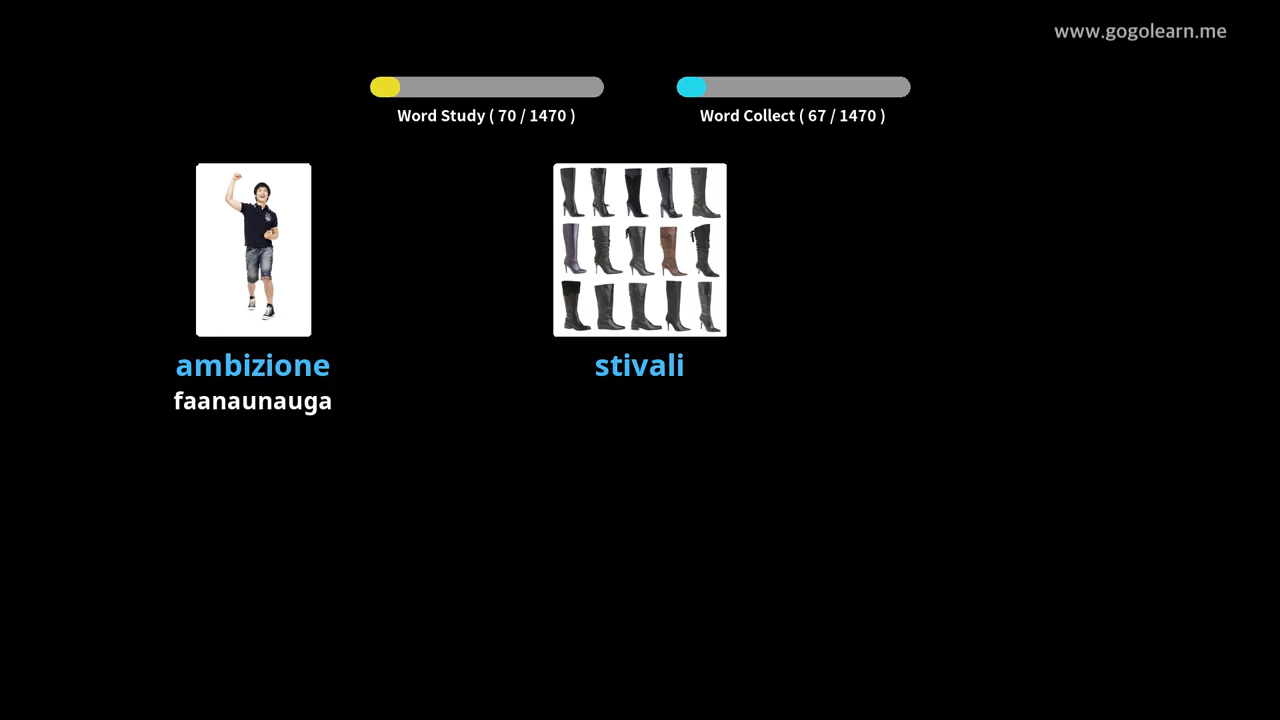 www.gogolearn.me
Word Study ( 70 / 1470 )
Word Collect ( 67 / 1470 )
ambizione
stivali
faanaunauga